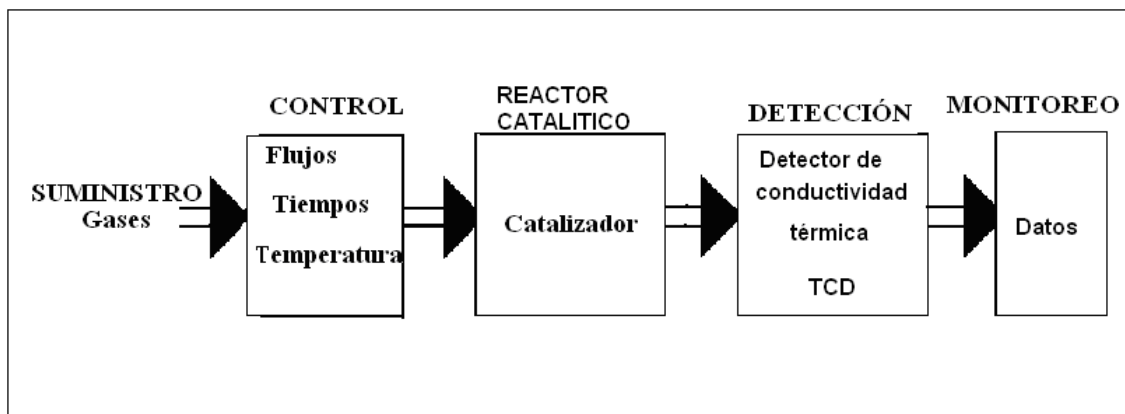 SUMINISTRO
Gases
CONTROL
Flujos
Tiempos
Temperatura
REACTOR
CATALITICO
Catalizador
DETECCIÓN
Detector de
conductividad
térmica
TCD
MONITOREO
Datos